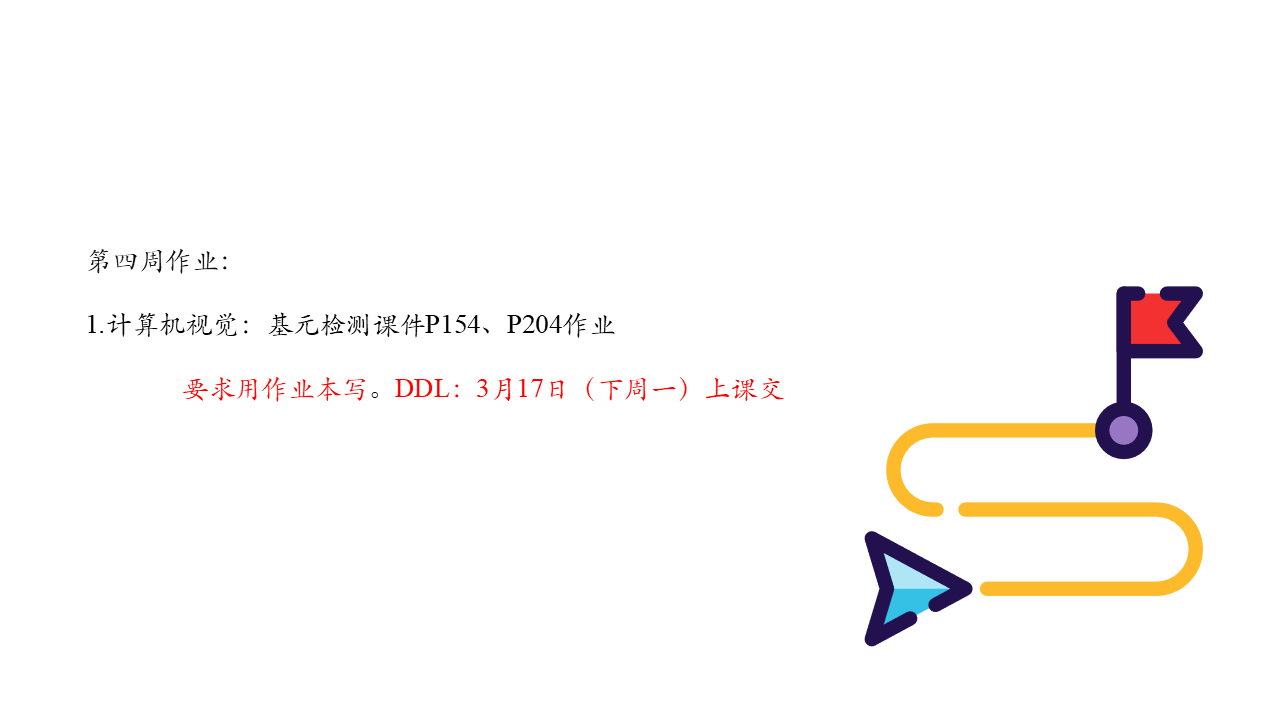 第四周作业：
1.计算机视觉：基元检测课件P154、P204作业
要求用作业本写。DDL：3月17日（下周一）上课交